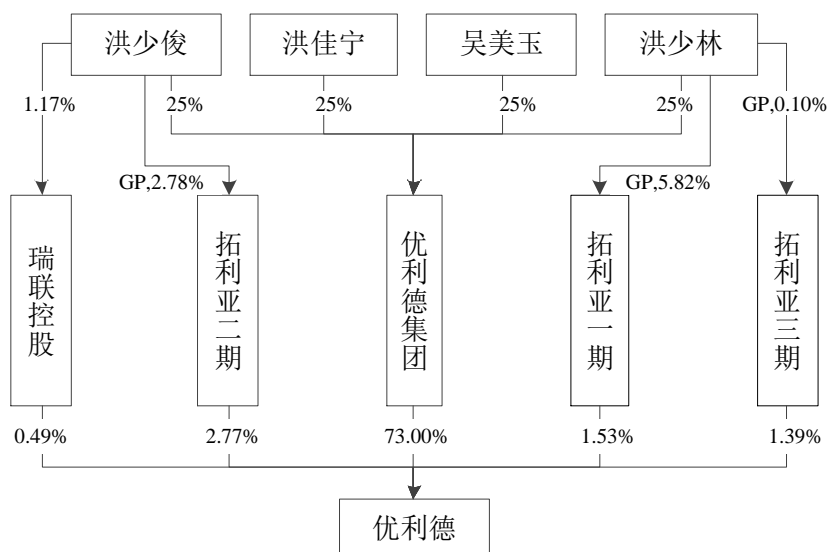 洪少俊
洪佳宁
吴美玉
洪少林
1.17%
25%
25%
25%
25%
GP,0.10%
GP,2.78%
GP,5.82%
瑞联控股
拓利亚二期
优利德集团
拓利亚一期
拓利亚三期
0.49%
2.77%
73.00%
1.53%
1.39%
优利德